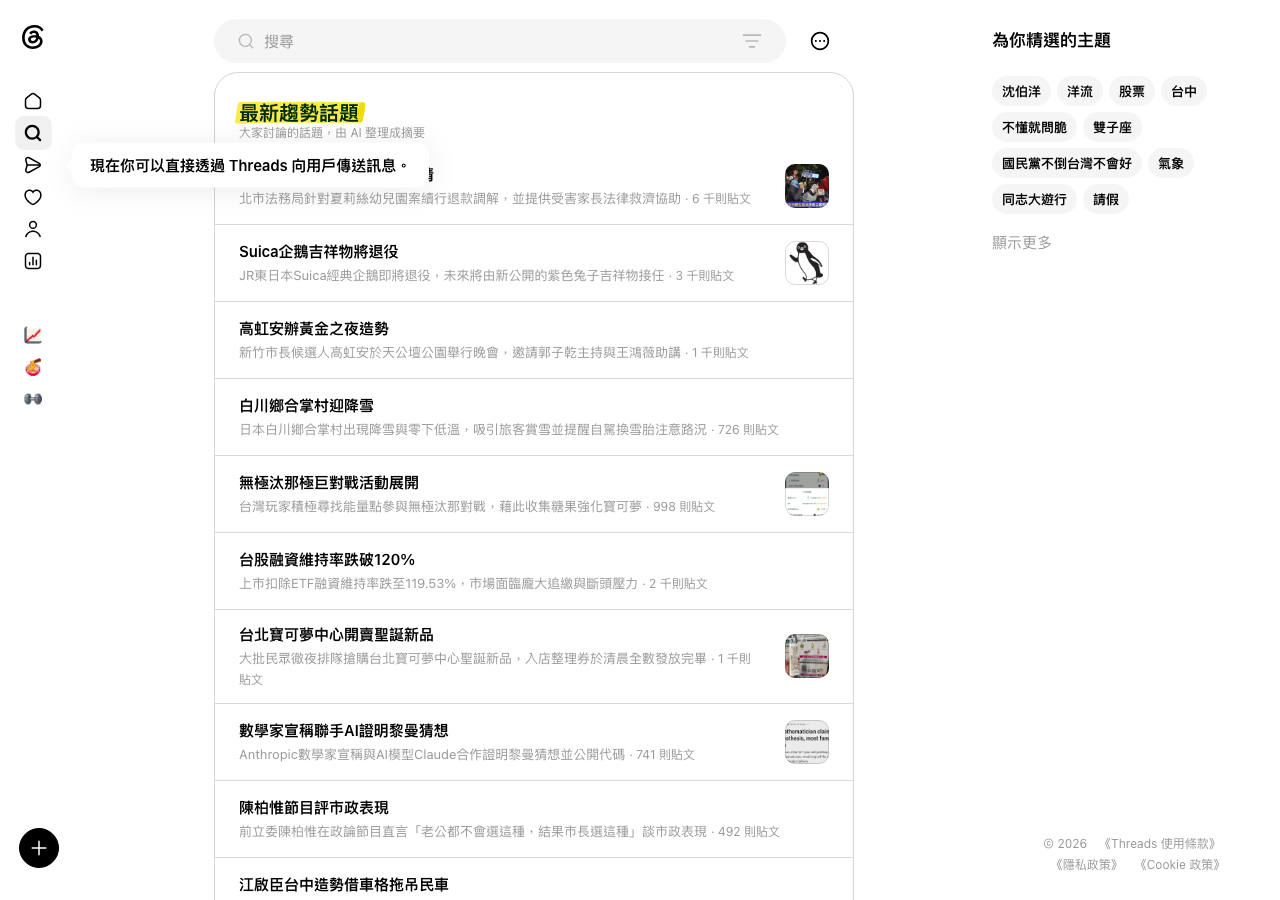 搜尋
最新趨勢話題
大家討論的話題，由 AI 整理成摘要
現在你可以直接透過 Threads 向用戶傳送訊息。
北市法務局針對夏莉絲幼兒園案續行退款調解，並提供受害家長法律救濟協助 · 6 千則貼文
Suica企鵝吉祥物將退役
JR東日本Suica經典企鵝即將退役，未來將由新公開的紫色兔子吉祥物接任 · 3 千則貼文
高虹安辦黃金之夜造勢
新竹市長候選人高虹安於天公壇公園舉行晚會，邀請郭子乾主持與王鴻薇助講 · 1 千則貼文
白川鄉合掌村迎降雪
日本白川鄉合掌村出現降雪與零下低溫，吸引旅客賞雪並提醒自駕換雪胎注意路況 · 726 則貼文
無極汰那極巨對戰活動展開
台灣玩家積極尋找能量點參與無極汰那對戰，藉此收集糖果強化寶可夢 · 998 則貼文
台股融資維持率跌破120%
上市扣除ETF融資維持率跌至119.53%，市場面臨龐大追繳與斷頭壓力 · 2 千則貼文
台北寶可夢中心開賣聖誕新品
大批民眾徹夜排隊搶購台北寶可夢中心聖誕新品，入店整理券於清晨全數發放完畢 · 1 千則
貼文
數學家宣稱聯手AI證明黎曼猜想
Anthropic數學家宣稱與AI模型Claude合作證明黎曼猜想並公開代碼 · 741 則貼文
陳柏惟節目評市政表現
前立委陳柏惟在政論節目直言「老公都不會選這種，結果市長選這種」談市政表現 · 492 則貼文
江啟臣台中造勢借車格拖吊民車
為你精選的主題
沈伯洋 洋流 股票 台中
不懂就問脆 雙子座
國民黨不倒台灣不會好 氣象
同志大遊行 請假
顯示更多
© 2026 《Threads 使用條款》
《隱私政策》 《Cookie 政策》